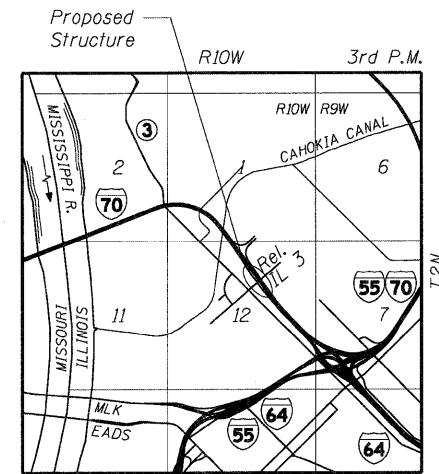 Proposed
Structure
R10W
3rd P.M.
R10W R9W
MISSISSIPPI R.
3
CAHOKIA CANAL
2
1
6
70
Rel.
IL 3
55 70
T2N
MISSOURI
ILLINOIS
11
12
7
MLK
EADS
64
55
64